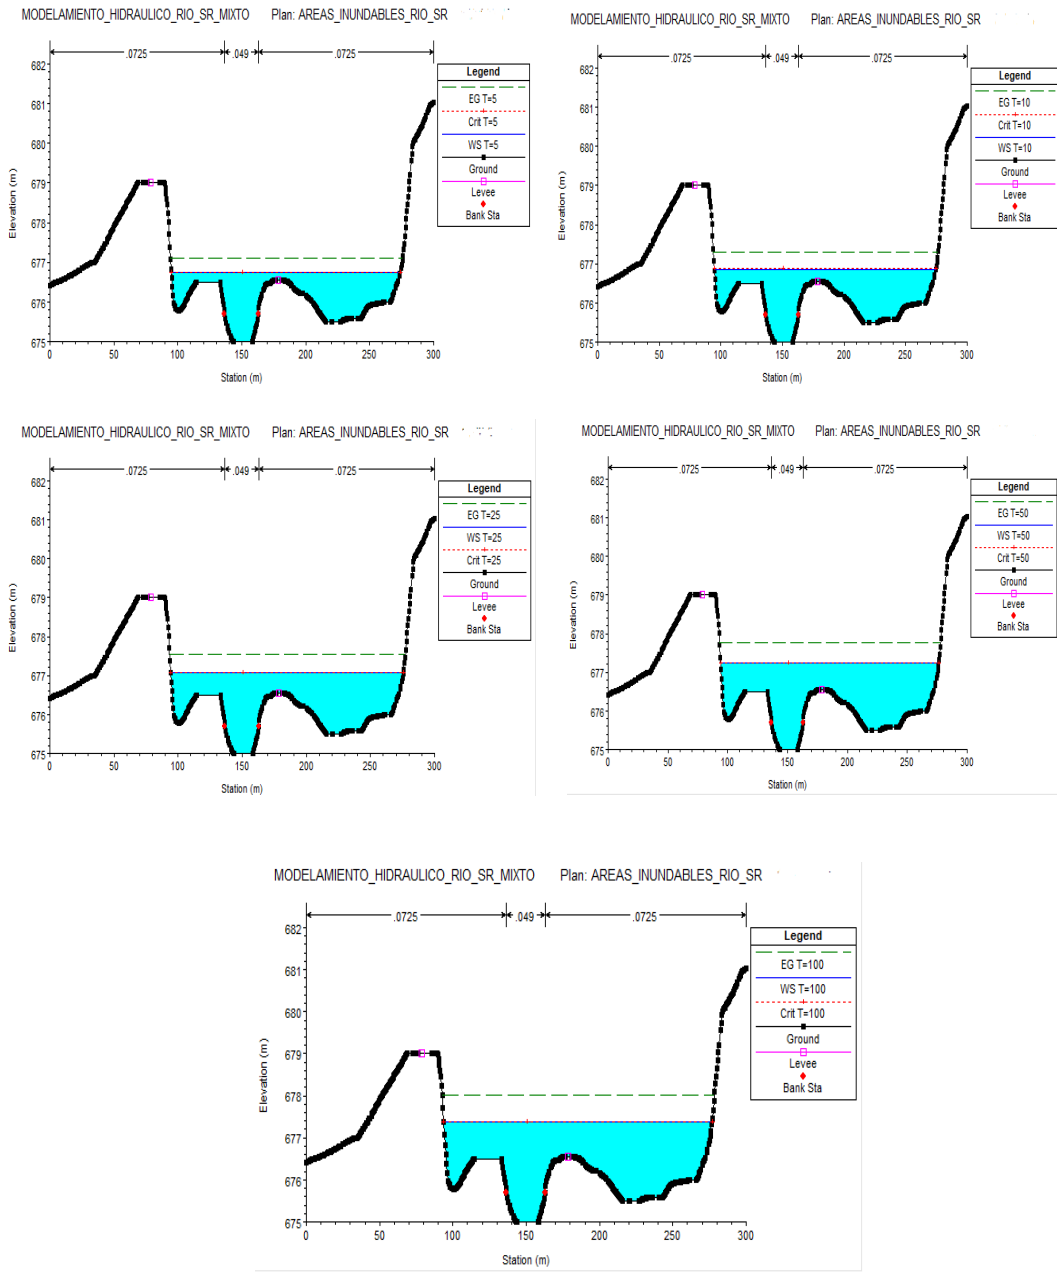 MODELAMIENTO_HIDRAULICO_RIO_SR_MIXTO Plan: AREAS_INUNDABLES_RIO_SR
.0725 .049 .0725
Legend
EG T=5
Crit T=5
WS T=5
Ground
Levee
Bank Sta
682
681
680
679
678
677
676
675
Elevation (m)
0 50 100 150 200 250 300
Station (m)
MODELAMIENTO_HIDRAULICO_RIO_SR_MIXTO Plan: AREAS_INUNDABLES_RIO_SR
.0725 .049 .0725
Legend
EG T=10
Crit T=10
WS T=10
Ground
Levee
Bank Sta
682
681
680
679
678
677
676
675
Elevation (m)
0 50 100 150 200 250 300
Station (m)
MODELAMIENTO_HIDRAULICO_RIO_SR_MIXTO Plan: AREAS_INUNDABLES_RIO_SR
.0725 .049 .0725
Legend
EG T=25
WS T=25
Crit T=25
Ground
Levee
Bank Sta
682
681
680
679
678
677
676
675
Elevation (m)
0 50 100 150 200 250 300
Station (m)
MODELAMIENTO_HIDRAULICO_RIO_SR_MIXTO Plan: AREAS_INUNDABLES_RIO_SR
.0725 .049 .0725
Legend
EG T=50
WS T=50
Crit T=50
Ground
Levee
Bank Sta
682
681
680
679
678
677
676
675
Elevation (m)
0 50 100 150 200 250 300
Station (m)
MODELAMIENTO_HIDRAULICO_RIO_SR_MIXTO Plan: AREAS_INUNDABLES_RIO_SR
.0725 .049 .0725
Legend
EG T=100
WS T=100
Crit T=100
Ground
Levee
Bank Sta
682
681
680
679
678
677
676
675
Elevation (m)
0 50 100 150 200 250 300
Station (m)